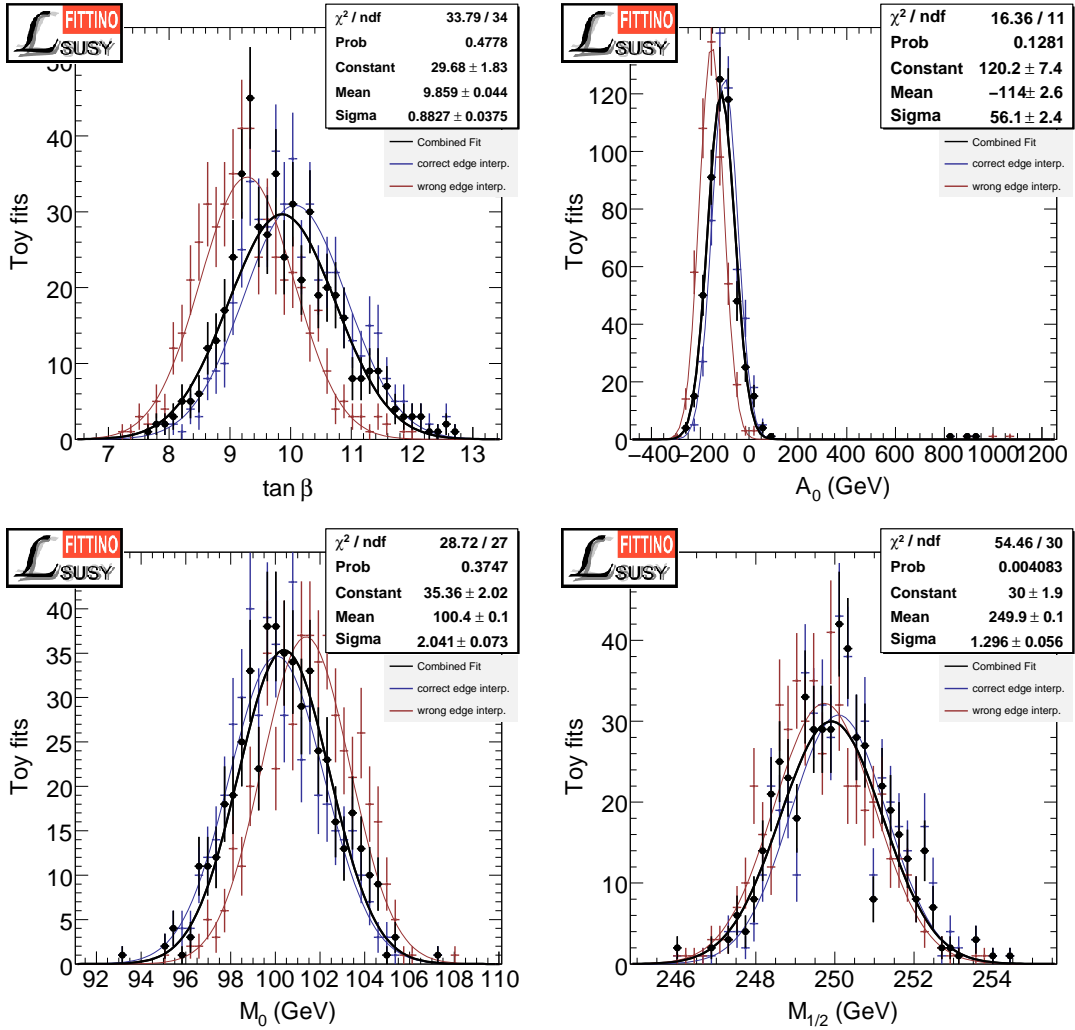 FITTINO
SUSY
χ² / ndf 33.79 / 34
Prob 0.4778
Constant 29.68 ± 1.83
Mean 9.859 ± 0.044
Sigma 0.8827 ± 0.0375
Combined Fit
correct edge interp.
wrong edge interp.
Toy fits
50
40
30
20
10
0
7 8 9 10 11 12 13
tan β
FITTINO
SUSY
χ² / ndf 16.36 / 11
Prob 0.1281
Constant 120.2 ± 7.4
Mean −114 ± 2.6
Sigma 56.1 ± 2.4
Combined Fit
correct edge interp.
wrong edge interp.
Toy fits
120
100
80
60
40
20
0
−400 −200 0 200 400 600 800 1000 1200
A0 (GeV)
FITTINO
SUSY
χ² / ndf 28.72 / 27
Prob 0.3747
Constant 35.36 ± 2.02
Mean 100.4 ± 0.1
Sigma 2.041 ± 0.073
Combined Fit
correct edge interp.
wrong edge interp.
Toy fits
40
35
30
25
20
15
10
5
0
92 94 96 98 100 102 104 106 108 110
M0 (GeV)
FITTINO
SUSY
χ² / ndf 54.46 / 30
Prob 0.004083
Constant 30 ± 1.9
Mean 249.9 ± 0.1
Sigma 1.296 ± 0.056
Combined Fit
correct edge interp.
wrong edge interp.
Toy fits
40
30
20
10
0
246 248 250 252 254
M1/2 (GeV)